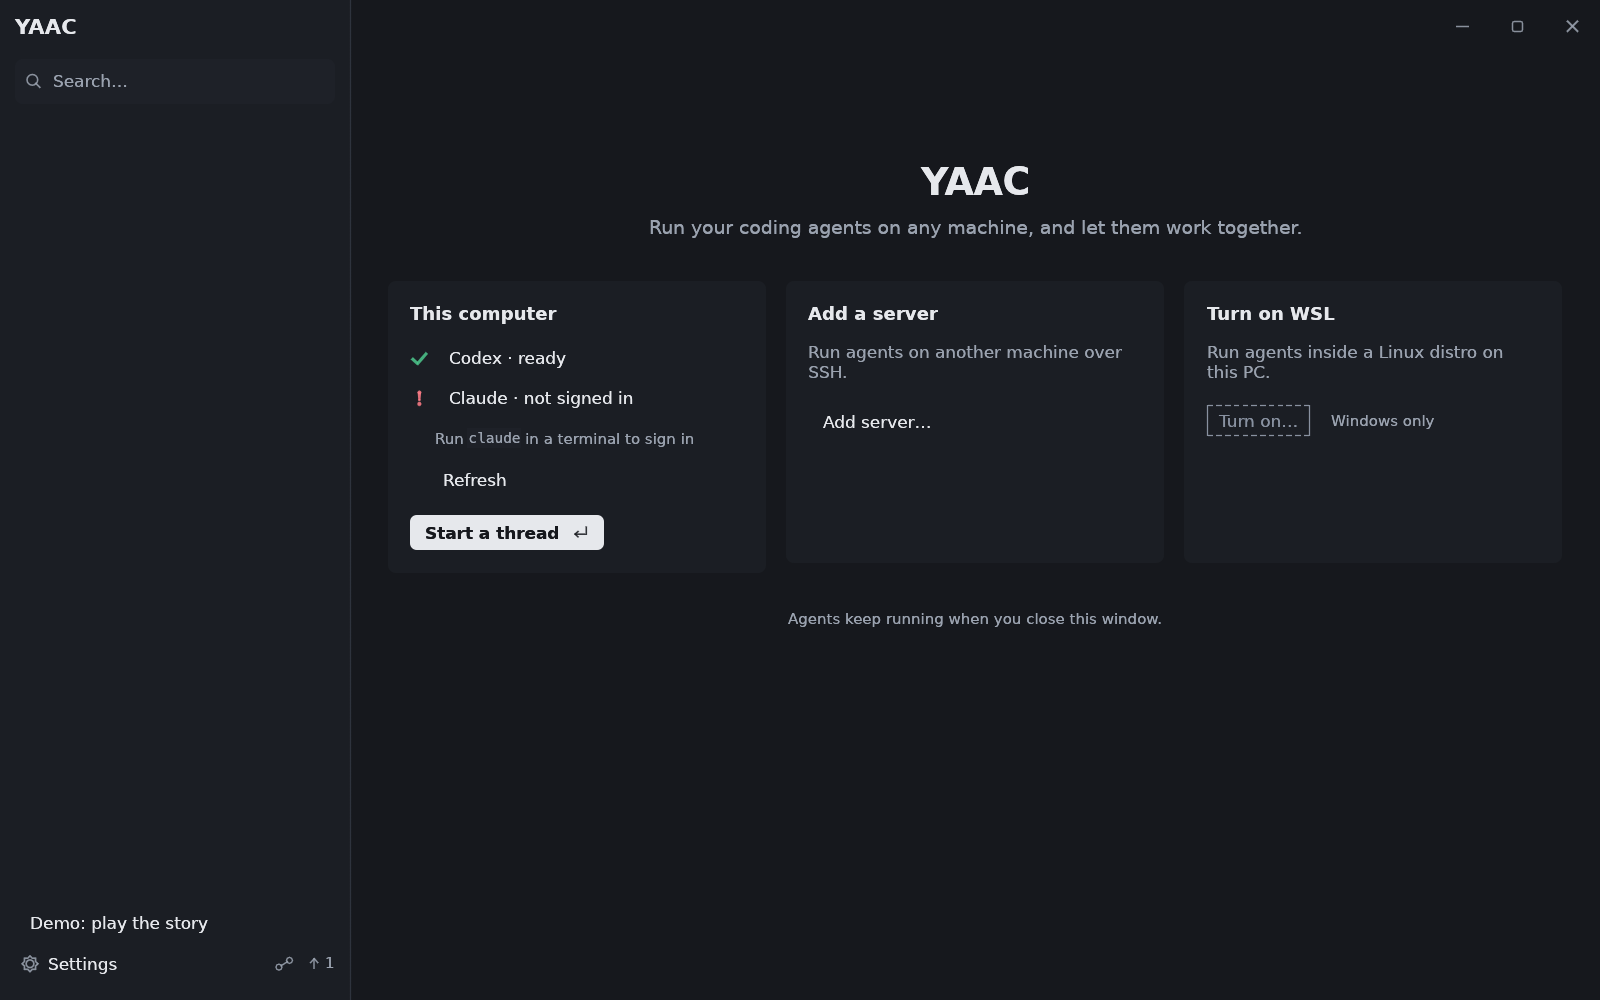 YAAC
Search...
YAAC
Run your coding agents on any machine, and let them work together.
This computer
Codex · ready
Claude · not signed in
Run claude in a terminal to sign in
Refresh
Start a thread
Add a server
Run agents on another machine over
SSH.
Add server...
Turn on WSL
Run agents inside a Linux distro on
this PC.
Turn on... Windows only
Agents keep running when you close this window.
Demo: play the story
Settings
1